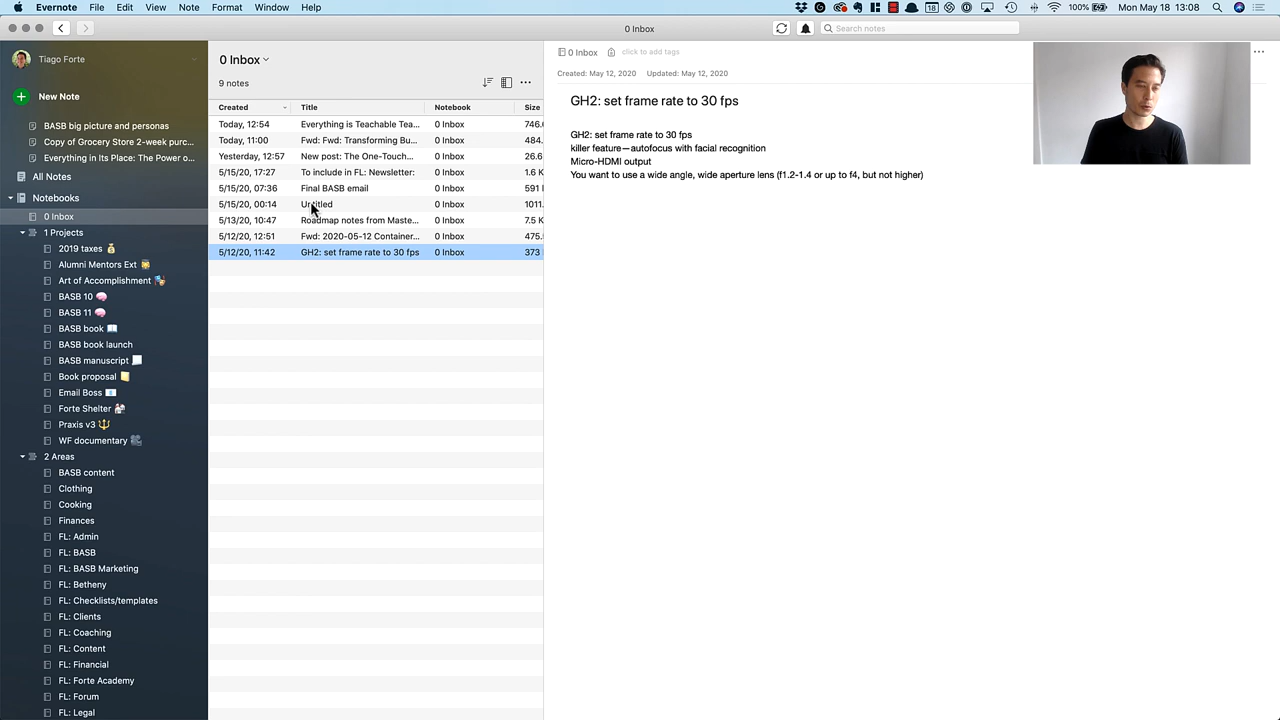 Evernote File Edit View Note Format Window Help 100% Mon May 18 13:08
0 Inbox
Search notes
Tiago Forte
New Note
BASB big picture and personas
Copy of Grocery Store 2-week purc...
Everything in Its Place: The Power o...
All Notes
Notebooks
0 Inbox
1 Projects
2019 taxes
Alumni Mentors Ext
Art of Accomplishment
BASB 10
BASB 11
BASB book
BASB book launch
BASB manuscript
Book proposal
Email Boss
Forte Shelter
Praxis v3
WF documentary
2 Areas
BASB content
Clothing
Cooking
Finances
FL: Admin
FL: BASB
FL: BASB Marketing
FL: Betheny
FL: Checklists/templates
FL: Clients
FL: Coaching
FL: Content
FL: Financial
FL: Forte Academy
FL: Forum
FL: Legal
0 Inbox
9 notes
Created Title Notebook Size
Today, 12:54 Everything is Teachable Tea... 0 Inbox 746.
Today, 11:00 Fwd: Fwd: Transforming Bu... 0 Inbox 484.
Yesterday, 12:57 New post: The One-Touch... 0 Inbox 26.6
5/15/20, 17:27 To include in FL: Newsletter: 0 Inbox 1.6 K
5/15/20, 07:36 Final BASB email 0 Inbox 591
5/15/20, 00:14 Untitled 0 Inbox 1011.
5/13/20, 10:47 Roadmap notes from Maste... 0 Inbox 7.5 K
5/12/20, 12:51 Fwd: 2020-05-12 Container... 0 Inbox 475.
5/12/20, 11:42 GH2: set frame rate to 30 fps 0 Inbox 373
0 Inbox click to add tags
Created: May 12, 2020 Updated: May 12, 2020
GH2: set frame rate to 30 fps
GH2: set frame rate to 30 fps
killer feature—autofocus with facial recognition
Micro-HDMI output
You want to use a wide angle, wide aperture lens (f1.2-1.4 or up to f4, but not higher)